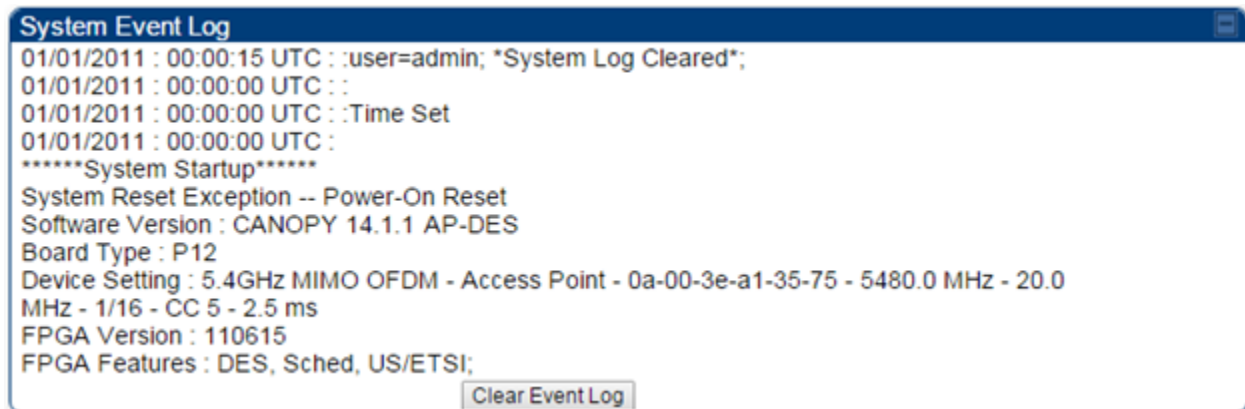 System Event Log
01/01/2011 : 00:00:15 UTC : :user=admin; *System Log Cleared*;
01/01/2011 : 00:00:00 UTC : :
01/01/2011 : 00:00:00 UTC : :Time Set
01/01/2011 : 00:00:00 UTC :
******System Startup******
System Reset Exception -- Power-On Reset
Software Version : CANOPY 14.1.1 AP-DES
Board Type : P12
Device Setting : 5.4GHz MIMO OFDM - Access Point - 0a-00-3e-a1-35-75 - 5480.0 MHz - 20.0
MHz - 1/16 - CC 5 - 2.5 ms
FPGA Version : 110615
FPGA Features : DES, Sched, US/ETSI;
Clear Event Log